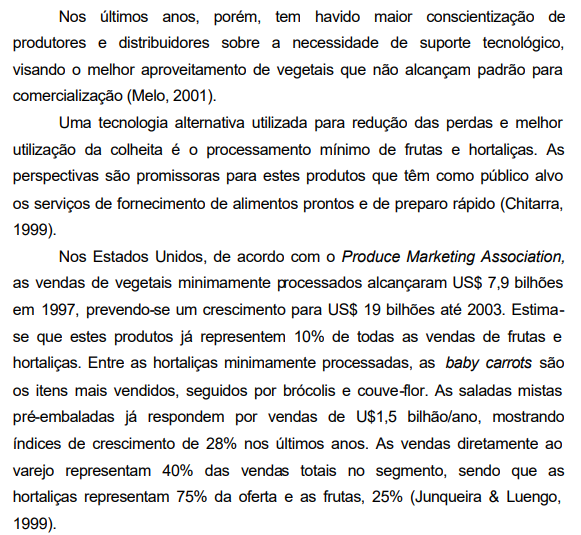 Nos últimos anos, porém, tem havido maior conscientização de
produtores e distribuidores sobre a necessidade de suporte tecnológico,
visando o melhor aproveitamento de vegetais que não alcançam padrão para
comercialização (Melo, 2001).
Uma tecnologia alternativa utilizada para redução das perdas e melhor
utilização da colheita é o processamento mínimo de frutas e hortaliças. As
perspectivas são promissoras para estes produtos que têm como público alvo
os serviços de fornecimento de alimentos prontos e de preparo rápido (Chitarra,
1999).
Nos Estados Unidos, de acordo com o Produce Marketing Association,
as vendas de vegetais minimamente processados alcançaram US$ 7,9 bilhões
em 1997, prevendo-se um crescimento para US$ 19 bilhões até 2003. Estima-
se que estes produtos já representem 10% de todas as vendas de frutas e
hortaliças. Entre as hortaliças minimamente processadas, as baby carrots são
os itens mais vendidos, seguidos por brócolis e couve-flor. As saladas mistas
pré-embaladas já respondem por vendas de U$1,5 bilhão/ano, mostrando
índices de crescimento de 28% nos últimos anos. As vendas diretamente ao
varejo representam 40% das vendas totais no segmento, sendo que as
hortaliças representam 75% da oferta e as frutas, 25% (Junqueira & Luengo,
1999).